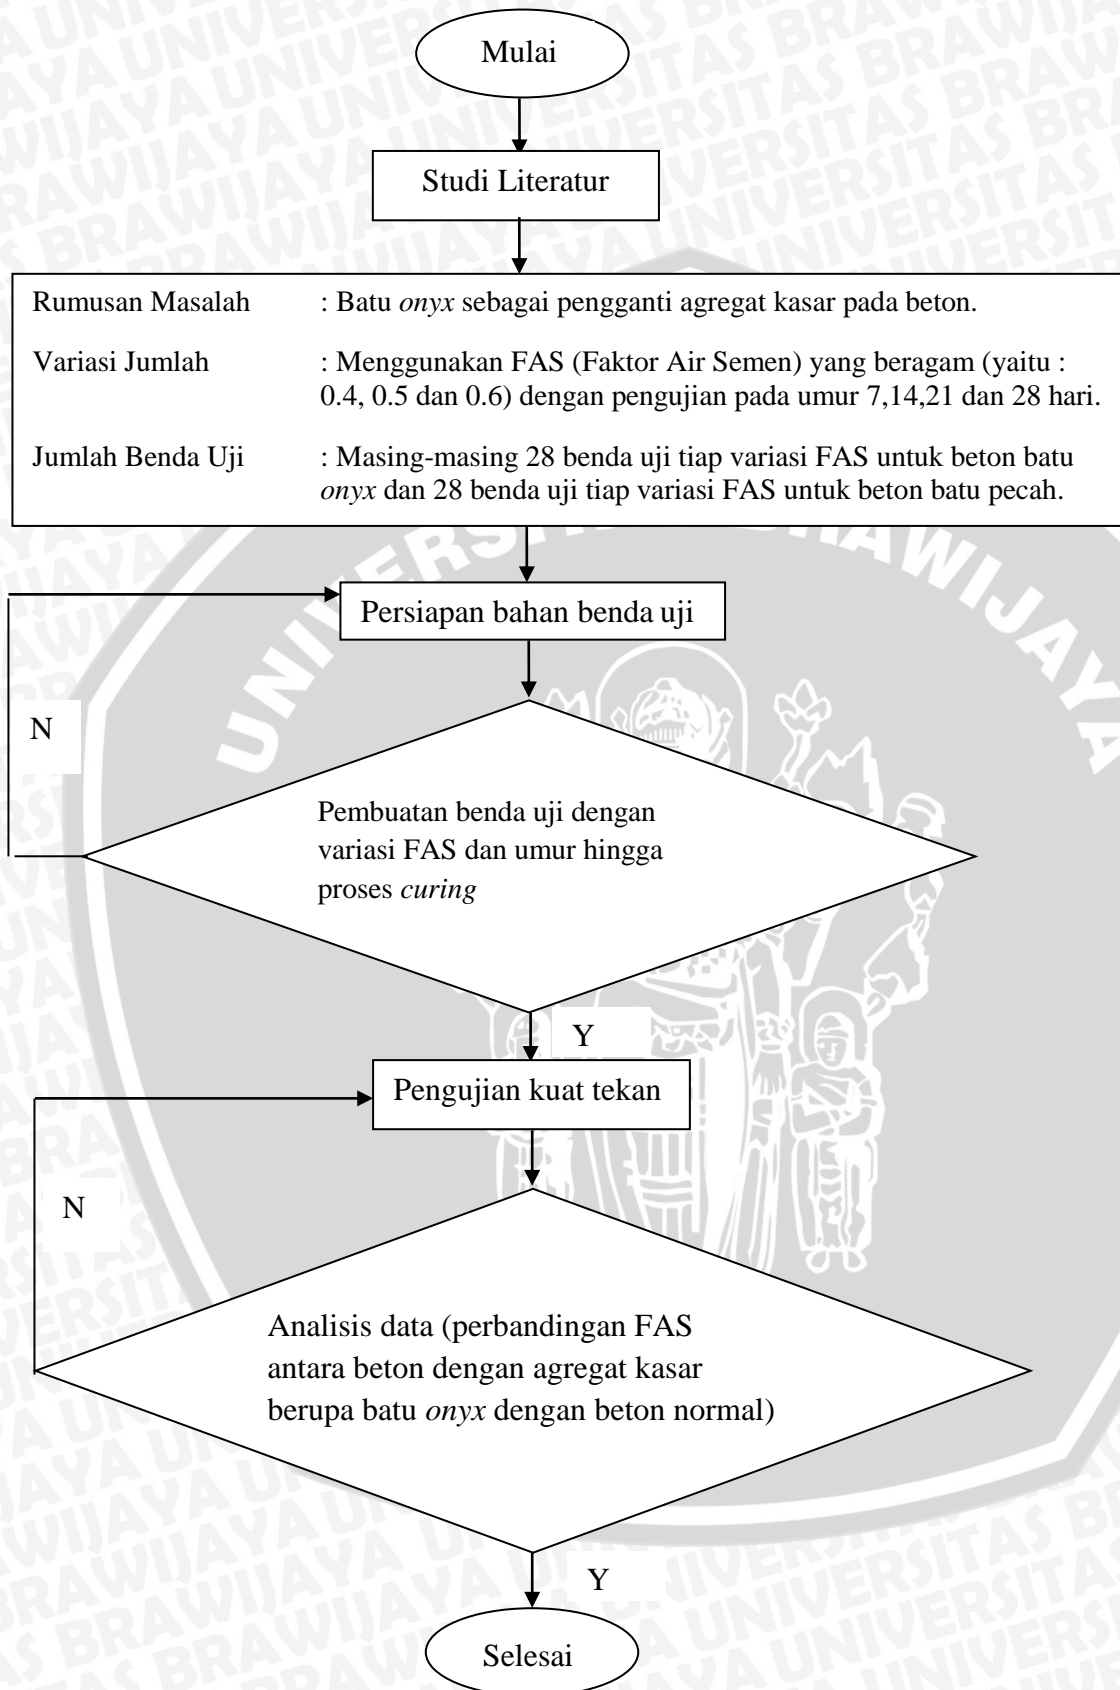 Mulai
Studi Literatur
Rumusan Masalah : Batu onyx sebagai pengganti agregat kasar pada beton.
Variasi Jumlah : Menggunakan FAS (Faktor Air Semen) yang beragam (yaitu :
0.4, 0.5 dan 0.6) dengan pengujian pada umur 7,14,21 dan 28 hari.
Jumlah Benda Uji : Masing-masing 28 benda uji tiap variasi FAS untuk beton batu
onyx dan 28 benda uji tiap variasi FAS untuk beton batu pecah.
Persiapan bahan benda uji
N
Pembuatan benda uji dengan
variasi FAS dan umur hingga
proses curing
Y
Pengujian kuat tekan
N
Analisis data (perbandingan FAS
antara beton dengan agregat kasar
berupa batu onyx dengan beton normal)
Y
Selesai